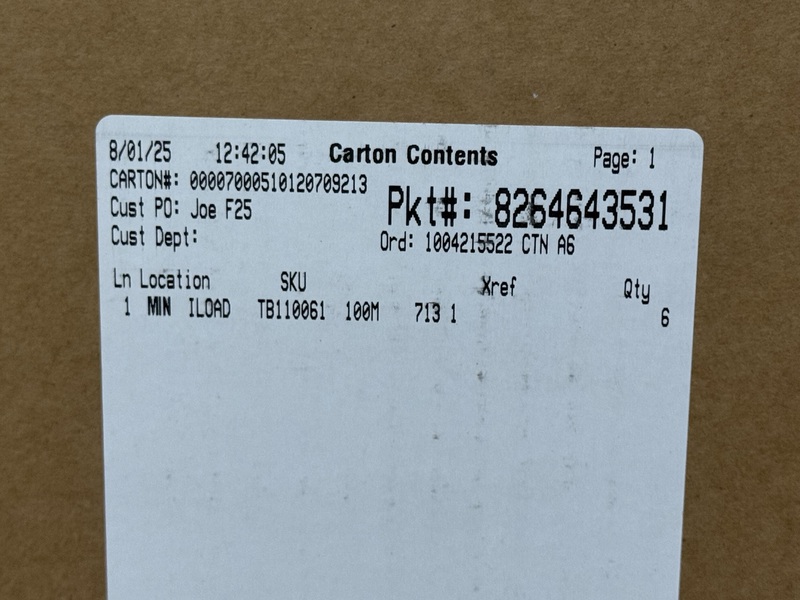 8/01/25 12:42:05 Carton Contents Page: 1
CARTON#: 00007000510120709213
Pkt#: 8264643531
Cust PO: Joe F25
Cust Dept: Ord: 1004215522 CTN A6
Ln Location SKU Xref Qty
1 MIN ILOAD TB110061 100M 713 1 6